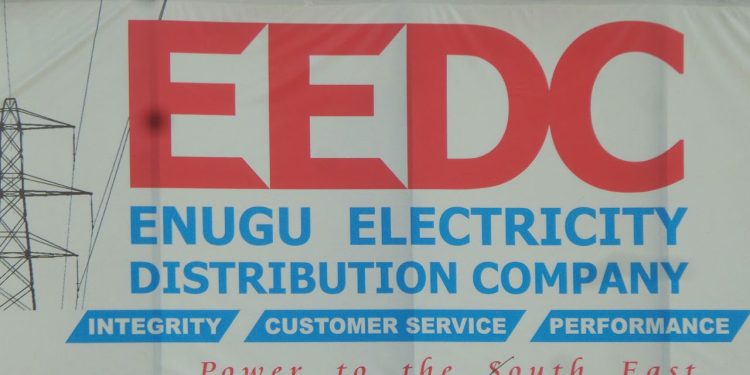 EEDC
ENUGU ELECTRICITY
DISTRIBUTION COMPANY
INTEGRITY CUSTOMER SERVICE PERFORMANCE
Power to the South East